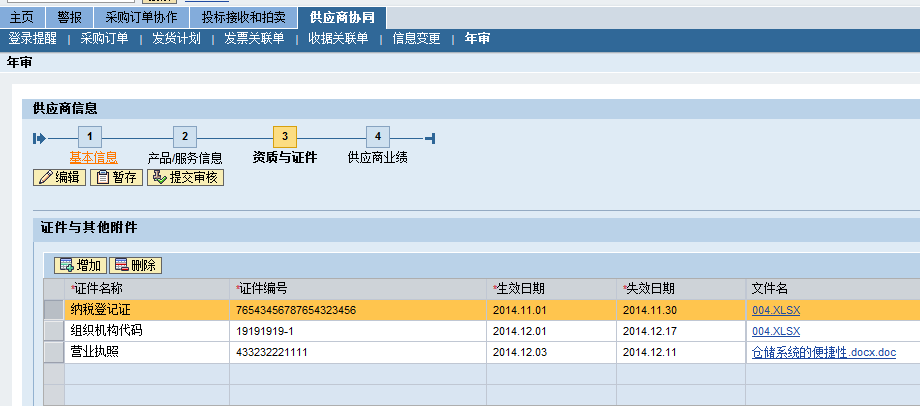 主页 警报 采购订单协作 投标接收和拍卖 供应商协同
登录提醒 | 采购订单 | 发货计划 | 发票关联单 | 收据关联单 | 信息变更 | 年审
年审
供应商信息
1 2 3 4
基本信息 产品/服务信息 资质与证件 供应商业绩
编辑 暂存 提交审核
证件与其他附件
增加 删除
*证件名称 *证件编号 *生效日期 *失效日期 文件名
纳税登记证 76543456787654323456 2014.11.01 2014.11.30 004.XLSX
组织机构代码 19191919-1 2014.12.01 2014.12.17 004.XLSX
营业执照 433232221111 2014.12.03 2014.12.11 仓储系统的便捷性.docx.doc